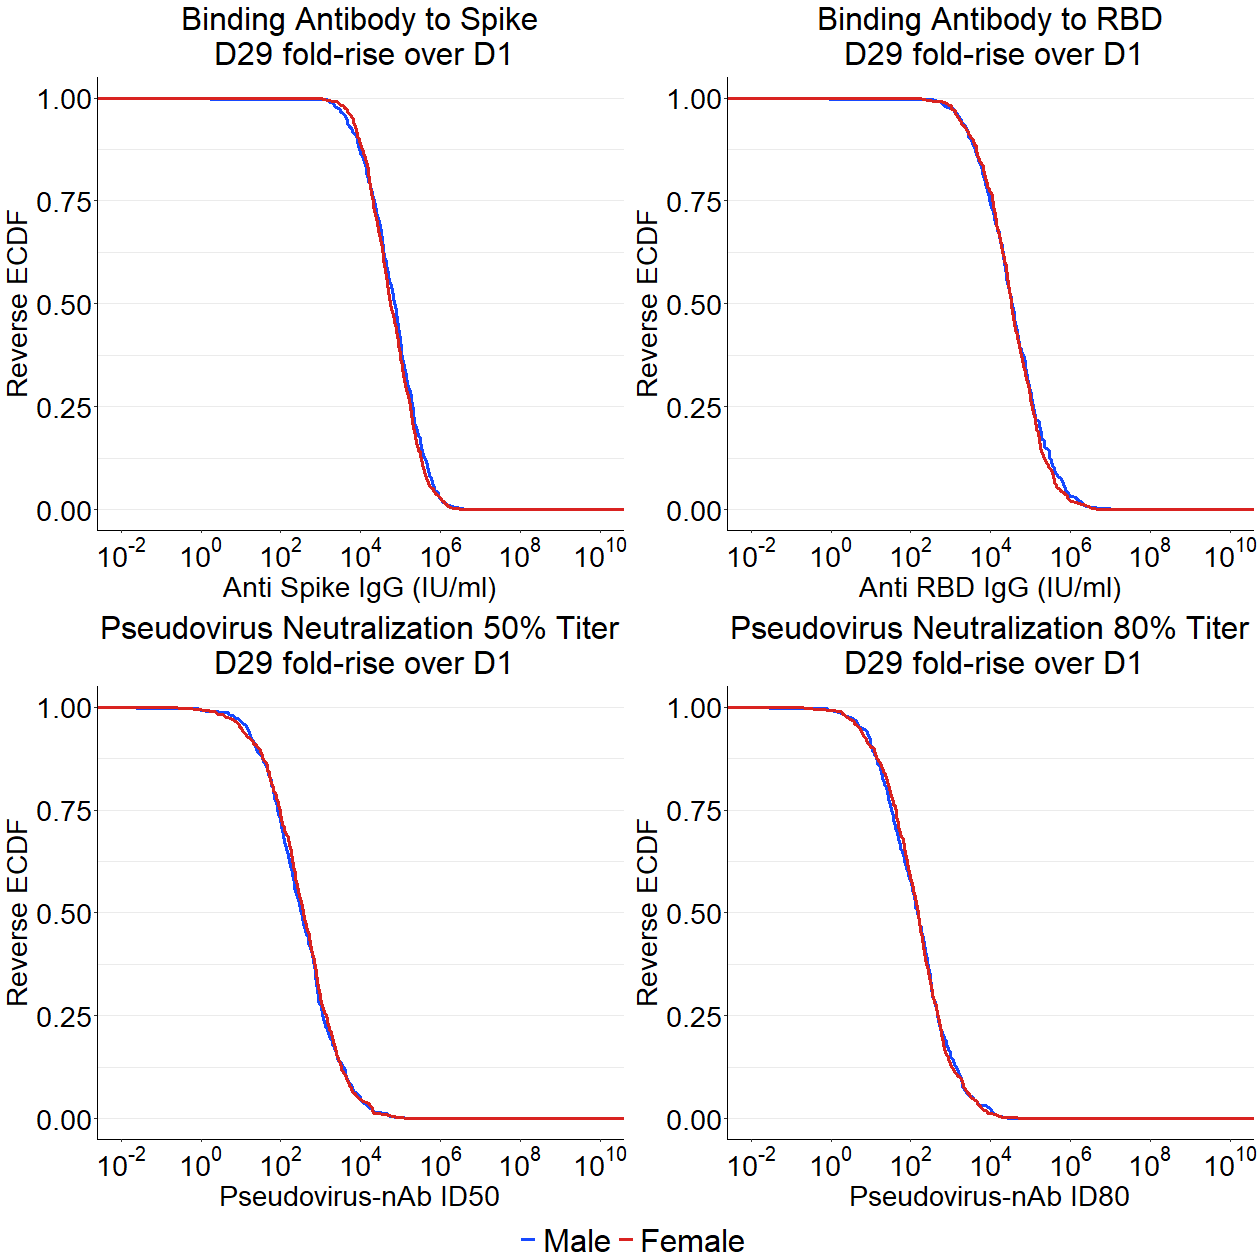 Binding Antibody to Spike
D29 fold-rise over D1
Reverse ECDF
1.00
0.75
0.50
0.25
0.00
10^-2 10^0 10^2 10^4 10^6 10^8 10^10
Anti Spike IgG (IU/ml)
Binding Antibody to RBD
D29 fold-rise over D1
Reverse ECDF
1.00
0.75
0.50
0.25
0.00
10^-2 10^0 10^2 10^4 10^6 10^8 10^10
Anti RBD IgG (IU/ml)
Pseudovirus Neutralization 50% Titer
D29 fold-rise over D1
Reverse ECDF
1.00
0.75
0.50
0.25
0.00
10^-2 10^0 10^2 10^4 10^6 10^8 10^10
Pseudovirus-nAb ID50
Pseudovirus Neutralization 80% Titer
D29 fold-rise over D1
Reverse ECDF
1.00
0.75
0.50
0.25
0.00
10^-2 10^0 10^2 10^4 10^6 10^8 10^10
Pseudovirus-nAb ID80
Male Female